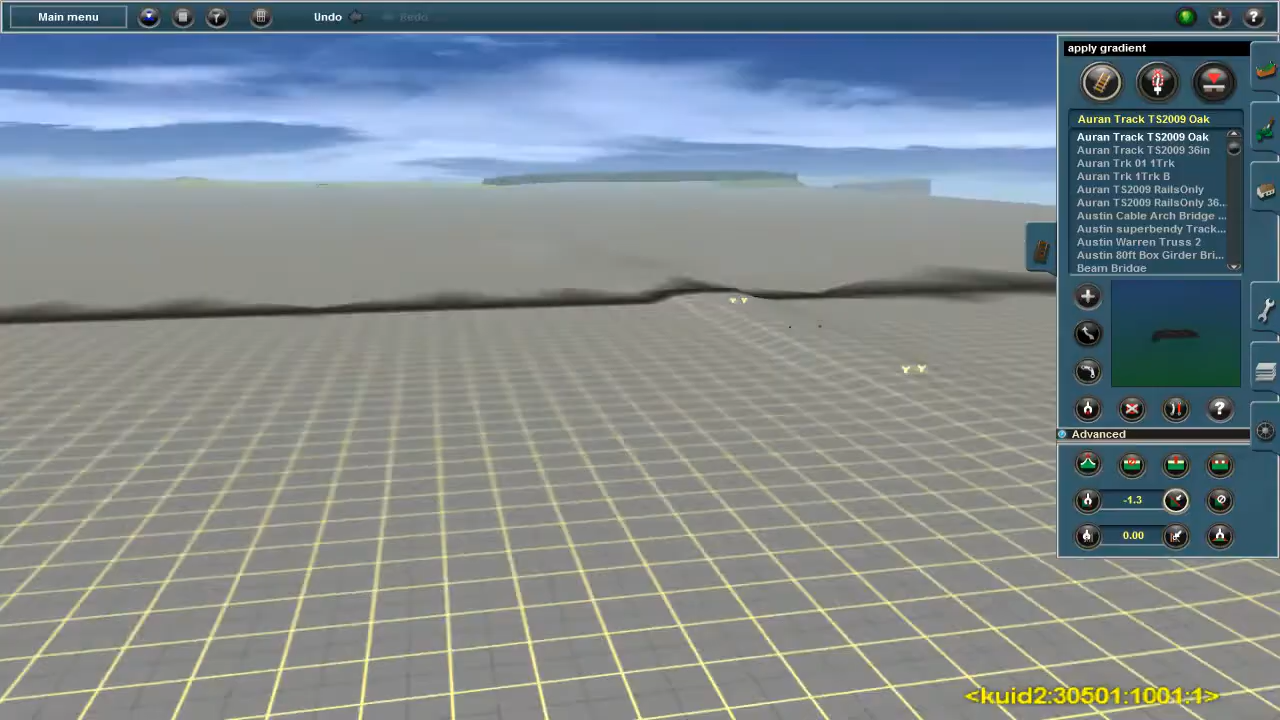 Main menu
Undo
Redo
apply gradient
Auran Track TS2009 Oak
Auran Track TS2009 Oak
Auran Track TS2009 36in
Auran Trk 01 1Trk
Auran Trk 1Trk B
Auran TS2009 RailsOnly
Auran TS2009 RailsOnly 36...
Austin Cable Arch Bridge ...
Austin superbendy Track...
Austin Warren Truss 2
Austin 80ft Box Girder Bri...
Beam Bridge
?
Advanced
-1.3
0.00
<kuid2:30501:1001:1>